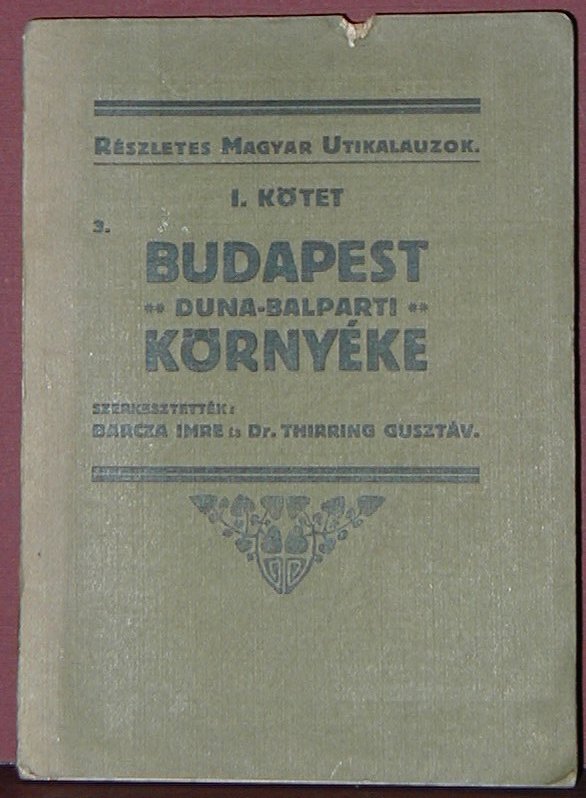 RÉSZLETES MAGYAR UTIKALAUZOK.
I. KÖTET
3.
BUDAPEST
** DUNA-BALPARTI **
KÖRNYÉKE
SZERKESZTETTÉK:
BARCZA IMRE és Dr. THIRRING GUSZTÁV.